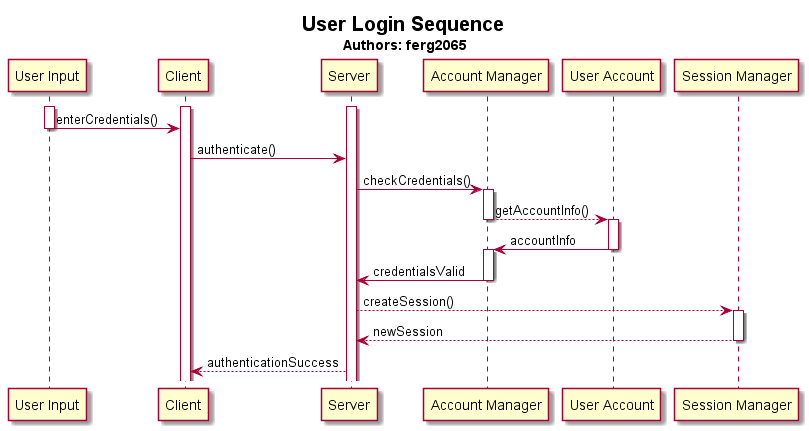 User Login Sequence
Authors: ferg2065
User Input Client Server Account Manager User Account Session Manager
enterCredentials()
authenticate()
checkCredentials()
getAccountInfo()
accountInfo
credentialsValid
createSession()
newSession
authenticationSuccess
User Input Client Server Account Manager User Account Session Manager